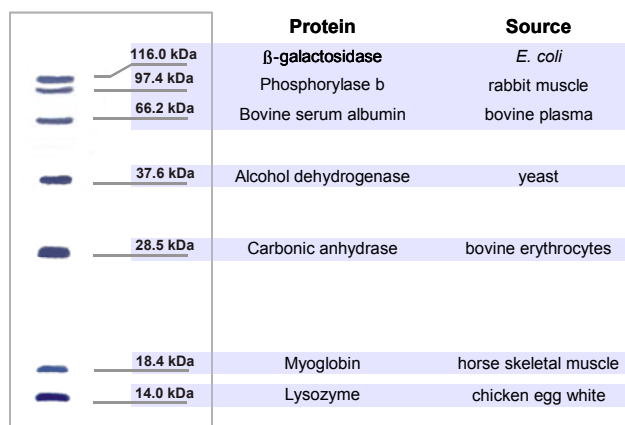 Protein Source
116.0 kDa ß-galactosidase E. coli
97.4 kDa Phosphorylase b rabbit muscle
66.2 kDa Bovine serum albumin bovine plasma
37.6 kDa Alcohol dehydrogenase yeast
28.5 kDa Carbonic anhydrase bovine erythrocytes
18.4 kDa Myoglobin horse skeletal muscle
14.0 kDa Lysozyme chicken egg white